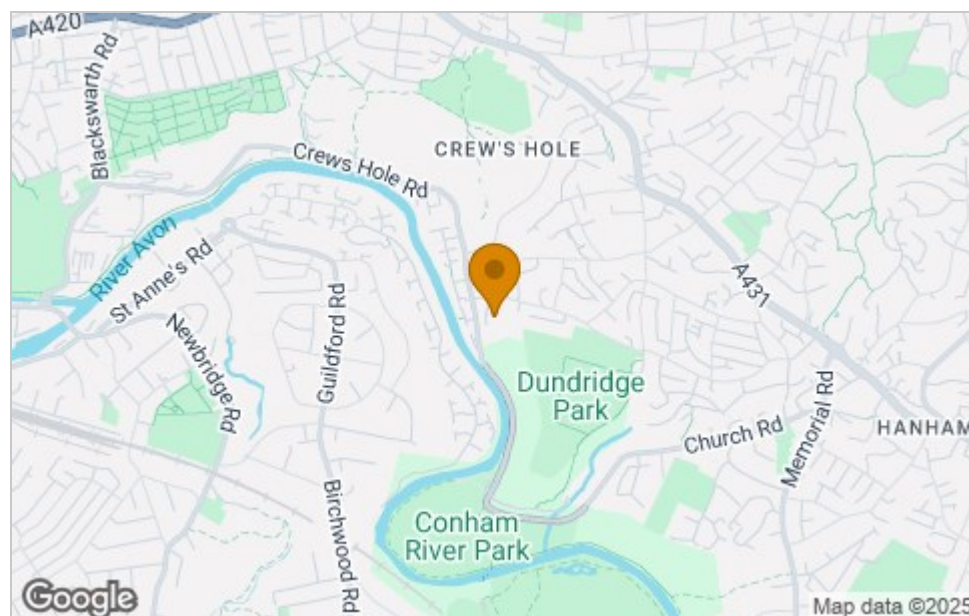 A420
Blackswarth Rd
CREW'S HOLE
Crews Hole Rd
River Avon
St Anne's Rd
A431
Guildford Rd
Newbridge Rd
Dundridge
Park
Memorial Rd
Church Rd
HANHAM
Birchwood Rd
Conham
River Park
Google
Map data ©2025